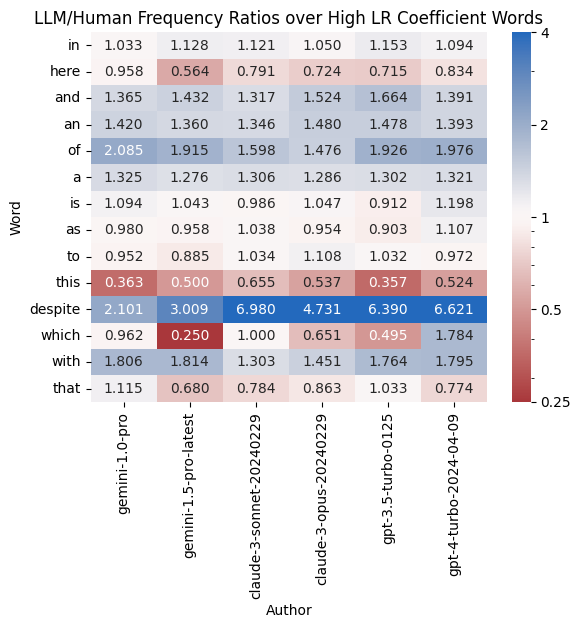 LLM/Human Frequency Ratios over High LR Coefficient Words
in 1.033 1.128 1.121 1.050 1.153 1.094
here 0.958 0.564 0.791 0.724 0.715 0.834
and 1.365 1.432 1.317 1.524 1.664 1.391
an 1.420 1.360 1.346 1.480 1.478 1.393
of 2.085 1.915 1.598 1.476 1.926 1.976
a 1.325 1.276 1.306 1.286 1.302 1.321
is 1.094 1.043 0.986 1.047 0.912 1.198
as 0.980 0.958 1.038 0.954 0.903 1.107
to 0.952 0.885 1.034 1.108 1.032 0.972
this 0.363 0.500 0.655 0.537 0.357 0.524
despite 2.101 3.009 6.980 4.731 6.390 6.621
which 0.962 0.250 1.000 0.651 0.495 1.784
with 1.806 1.814 1.303 1.451 1.764 1.795
that 1.115 0.680 0.784 0.863 1.033 0.774
Word
gemini-1.0-pro
gemini-1.5-pro-latest
claude-3-sonnet-20240229
claude-3-opus-20240229
gpt-3.5-turbo-0125
gpt-4-turbo-2024-04-09
Author
4
2
1
0.5
0.25